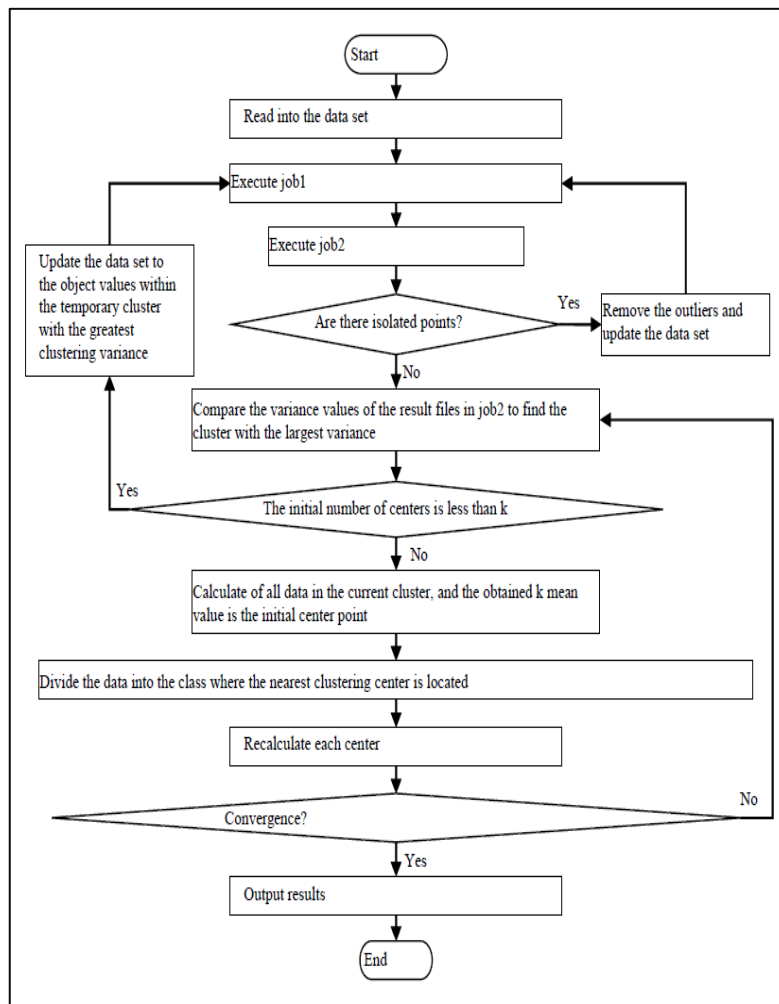 Start
Read into the data set
Execute job1
Execute job2
Update the data set to
the object values within
the temporary cluster
with the greatest
clustering variance
Are there isolated points?
Yes
Remove the outliers and
update the data set
No
Compare the variance values of the result files in job2 to find the
cluster with the largest variance
Yes
The initial number of centers is less than k
No
Calculate of all data in the current cluster, and the obtained k mean
value is the initial center point
Divide the data into the class where the nearest clustering center is located
Recalculate each center
No
Convergence?
Yes
Output results
End